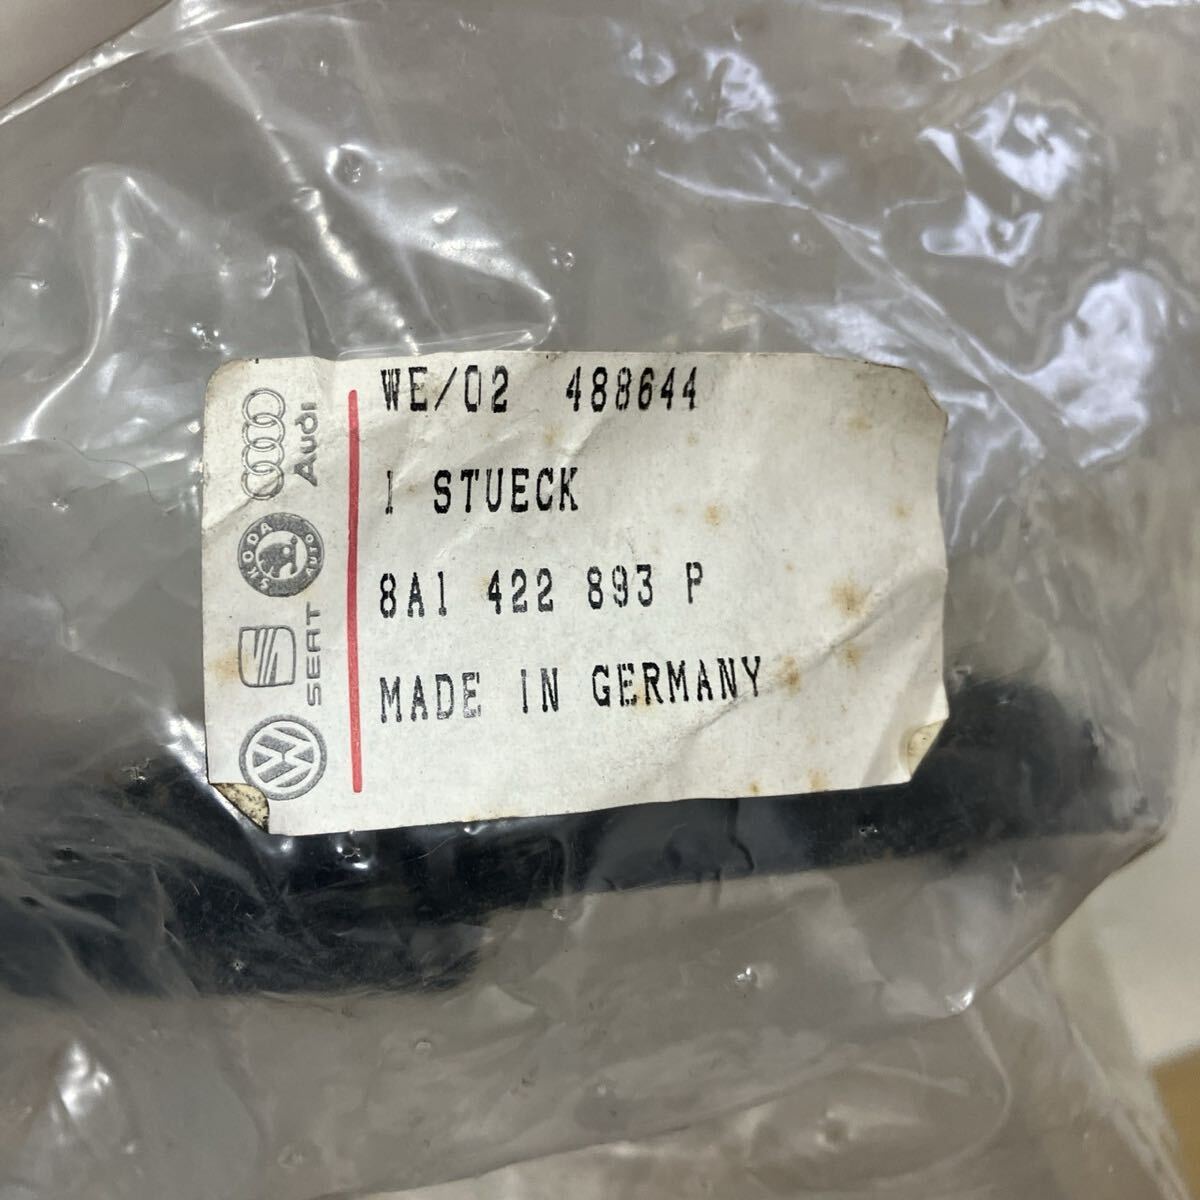 WE/02 488644
1 STUECK
8A1 422 893 P
MADE IN GERMANY
Audi
SKODA AUTO
SEAT